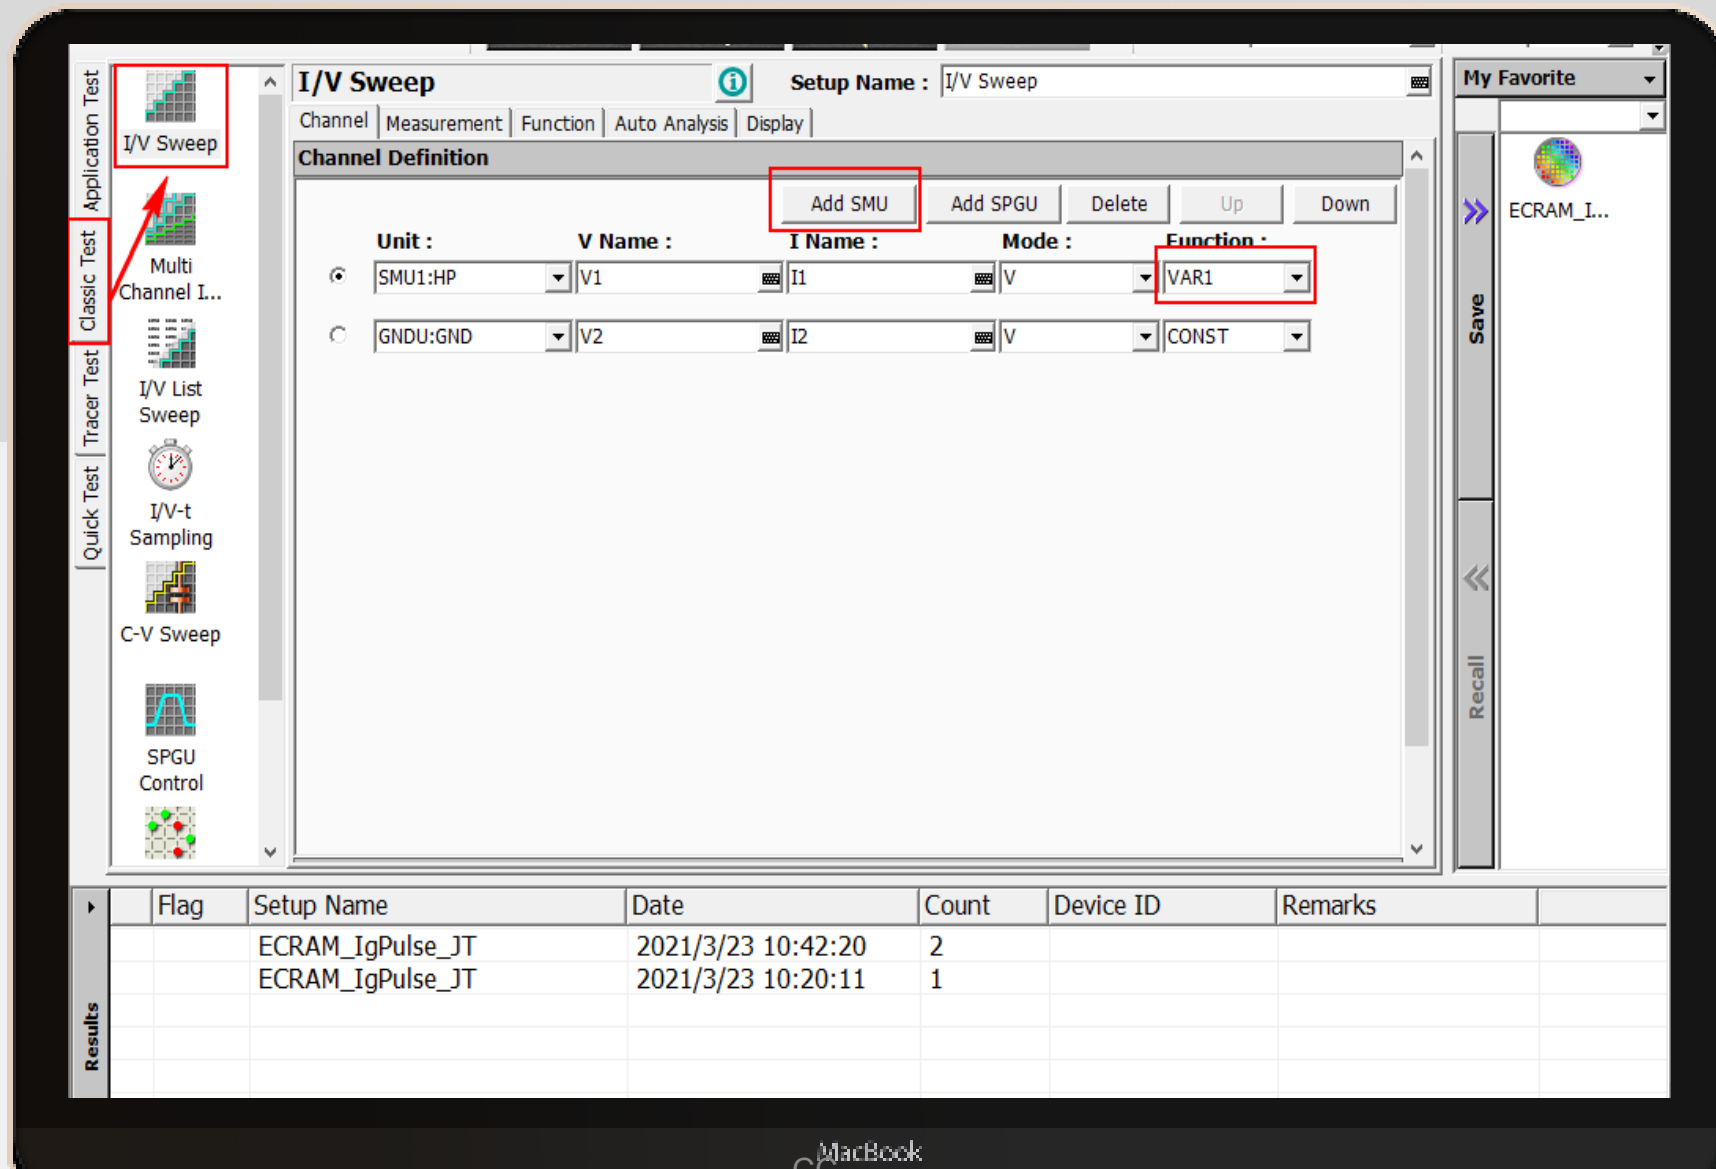 Application Test
Classic Test
Tracer Test
Quick Test
I/V Sweep
Multi
Channel I...
I/V List
Sweep
I/V-t
Sampling
C-V Sweep
SPGU
Control
I/V Sweep
Setup Name : I/V Sweep
Channel Measurement Function Auto Analysis Display
Channel Definition
Add SMU Add SPGU Delete Up Down
Unit : V Name : I Name : Mode : Function :
SMU1:HP V1 I1 V VAR1
GNDU:GND V2 I2 V CONST
My Favorite
ECRAM_I...
Save
Recall
Results
Flag Setup Name Date Count Device ID Remarks
ECRAM_IgPulse_JT 2021/3/23 10:42:20 2
ECRAM_IgPulse_JT 2021/3/23 10:20:11 1
MacBook